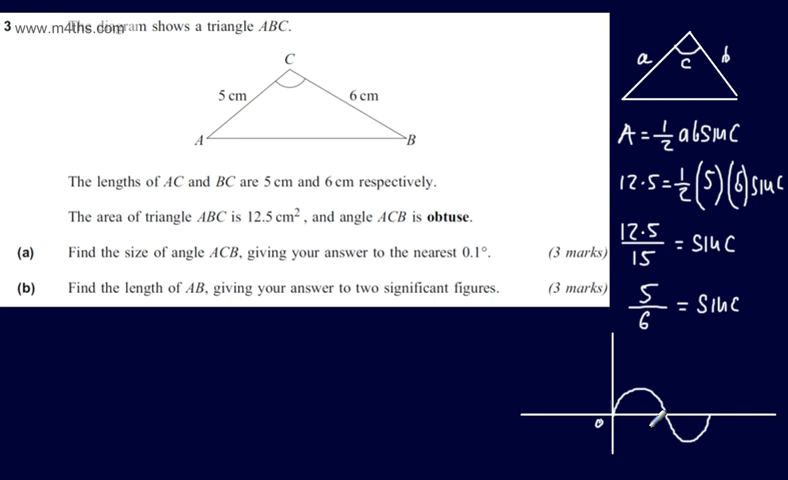 3 www.m4ths.com The diagram shows a triangle ABC.
C
5 cm
6 cm
A
B
The lengths of AC and BC are 5 cm and 6 cm respectively.
The area of triangle ABC is 12.5 cm², and angle ACB is obtuse.
(a) Find the size of angle ACB, giving your answer to the nearest 0.1°. (3 marks)
(b) Find the length of AB, giving your answer to two significant figures. (3 marks)
a
b
c
A = 1/2 ab sin C
12.5 = 1/2 (5)(6) sin C
12.5/15 = sin C
5/6 = sin C
0